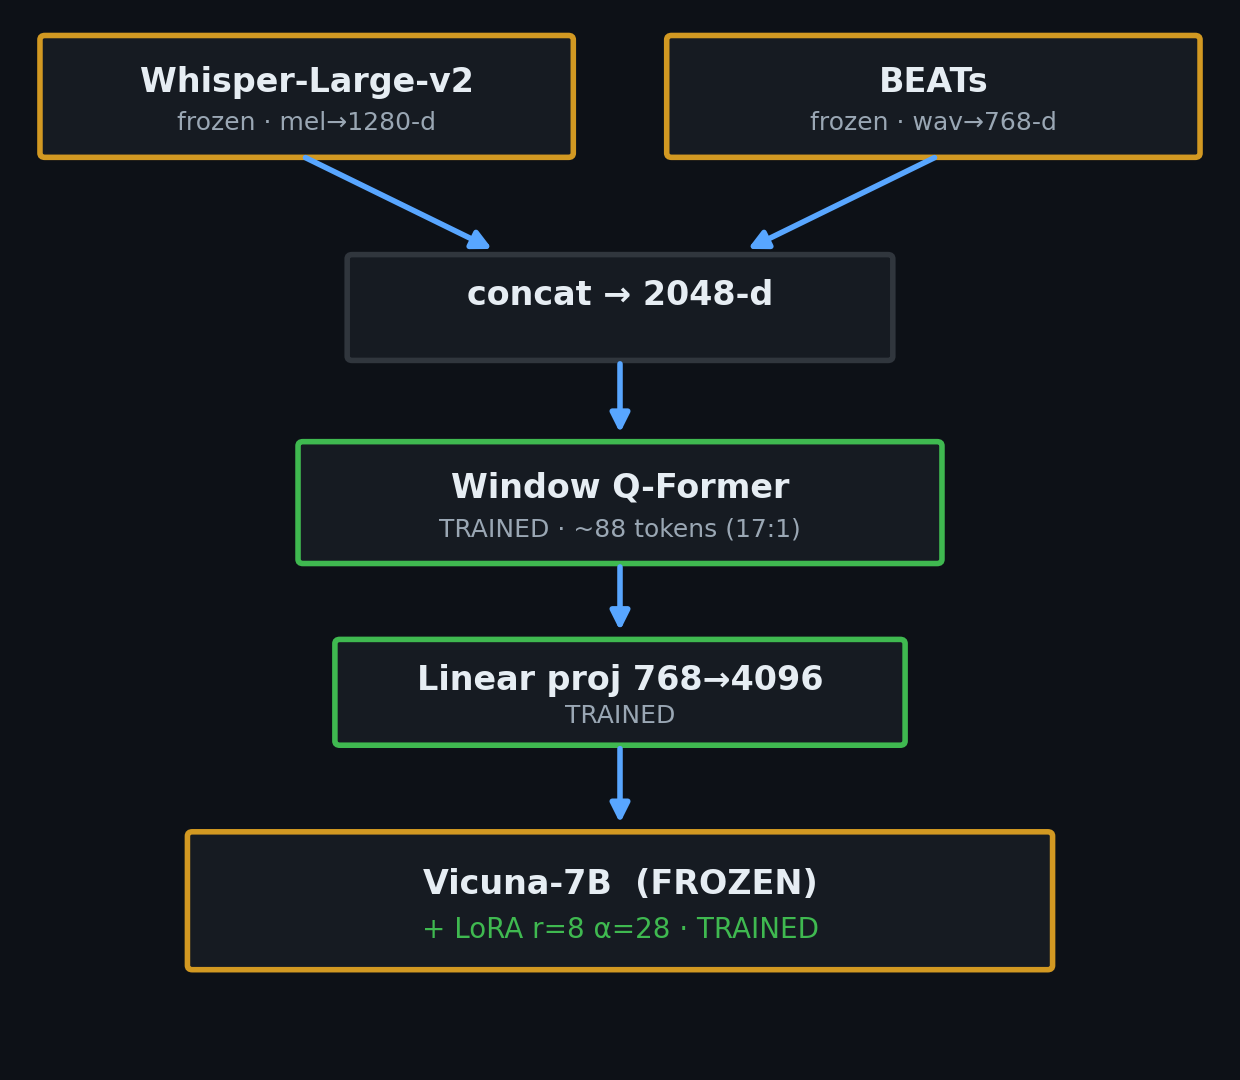 Whisper-Large-v2
frozen · mel→1280-d
BEATs
frozen · wav→768-d
concat → 2048-d
Window Q-Former
TRAINED · ~88 tokens (17:1)
Linear proj 768→4096
TRAINED
Vicuna-7B  (FROZEN)
+ LoRA r=8 α=28 · TRAINED